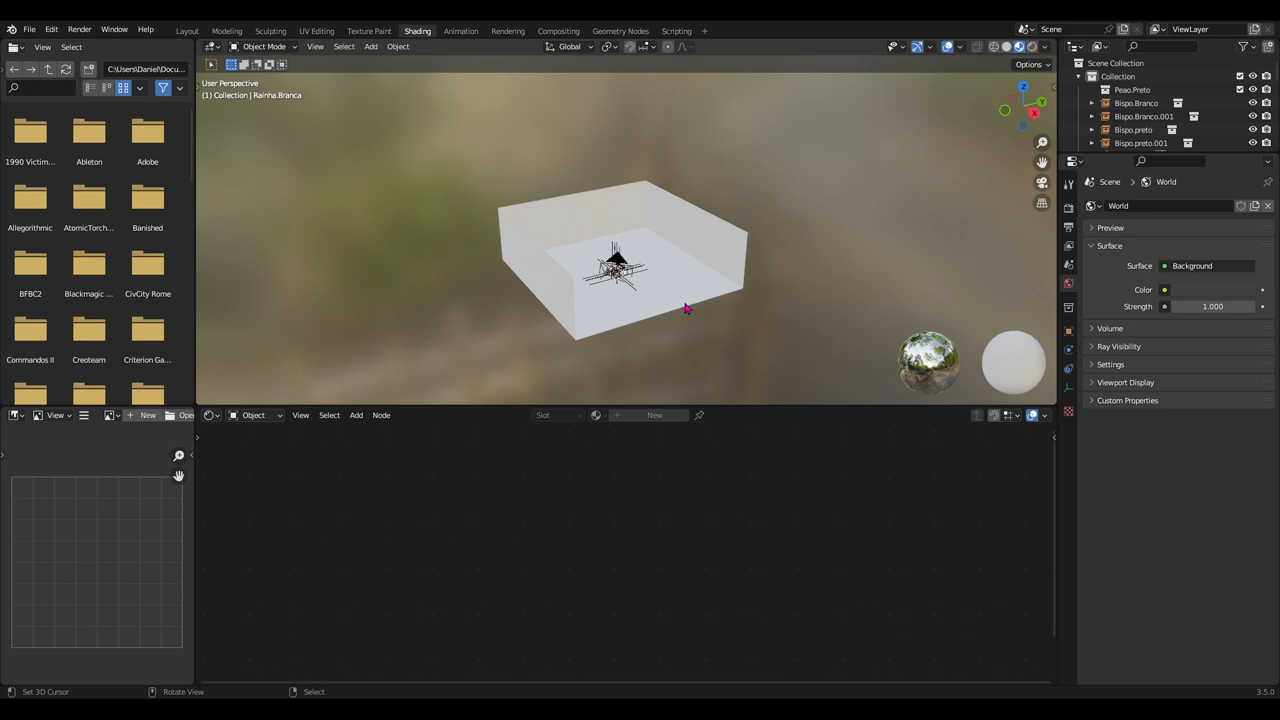 File Edit Render Window Help Layout Modeling Sculpting UV Editing Texture Paint Shading Animation Rendering Compositing Geometry Nodes Scripting + Scene ViewLayer
View Select
Object Mode View Select Add Object Global
C:\Users\Daniel\Docu...
Options
User Perspective
(1) Collection | Rainha.Branca
Z
Y
X
Scene Collection
Collection
Peao.Preto
Bispo.Branco
Bispo.Branco.001
Bispo.preto
Bispo.preto.001
1990 Victim... Ableton Adobe
Allegorithmic AtomicTorch... Banished
BFBC2 Blackmagic ... CivCity Rome
Commandos II Creoteam Criterion Ga...
Scene > World
World
Preview
Surface
Surface Background
Color
Strength 1.000
Volume
Ray Visibility
Settings
Viewport Display
Custom Properties
View + New Open
Object View Select Add Node Slot + New
Set 3D Cursor Rotate View Select 3.5.0